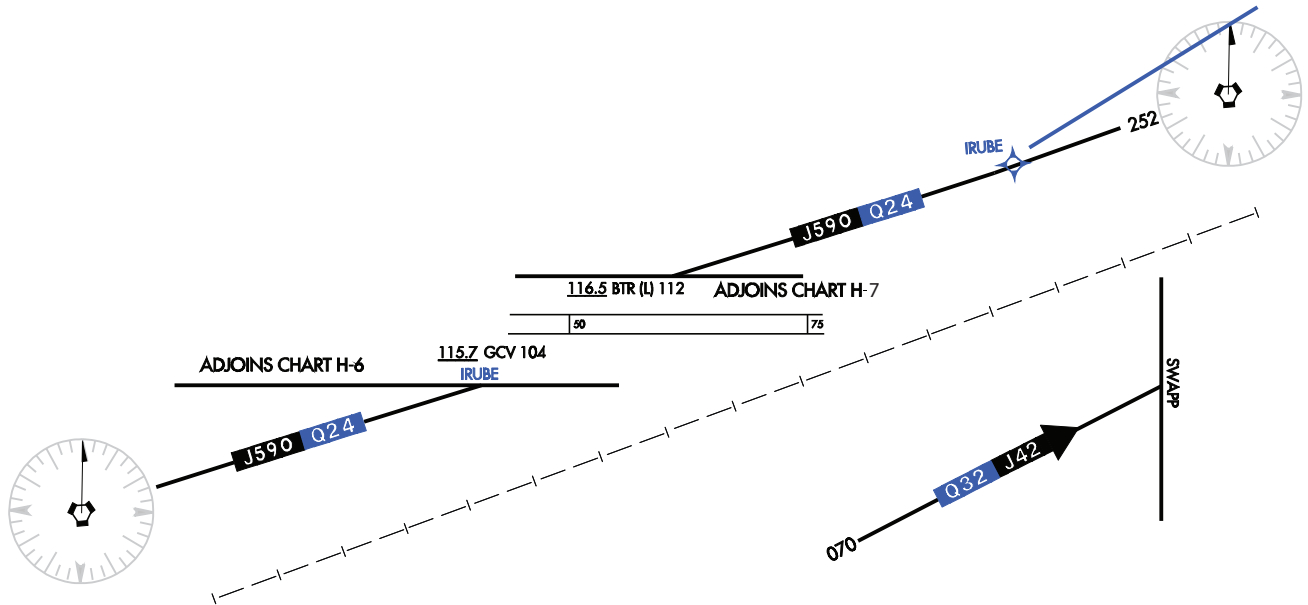 252
IRUBE
J590 Q24
116.5 BTR (L) 112 ADJOINS CHART H-7
50 75
115.7 GCV 104
ADJOINS CHART H-6
IRUBE
SWAPP
J590 Q24
Q32 J42
070